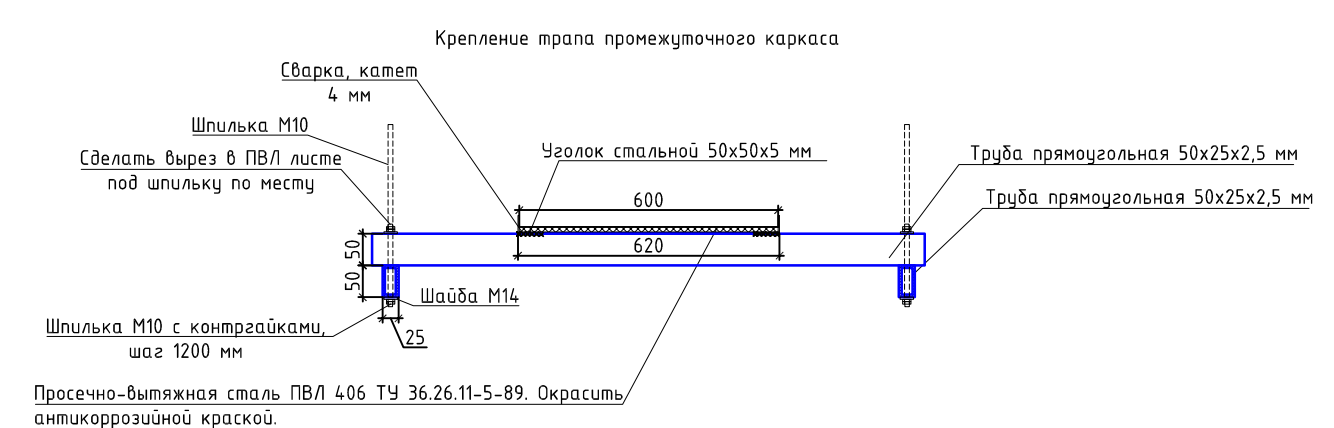 Крепление трапа промежуточного каркаса
Сварка, катет
4 мм
Шпилька М10
Сделать вырез в ПВЛ листе
под шпильку по месту
Уголок стальной 50х50х5 мм
Труба прямоугольная 50х25х2,5 мм
Труба прямоугольная 50х25х2,5 мм
600
620
50
50
Шайба М14
Шпилька М10 с контргайками,
шаг 1200 мм
25
Просечно-вытяжная сталь ПВЛ 406 ТУ 36.26.11-5-89. Окрасить
антикоррозийной краской.